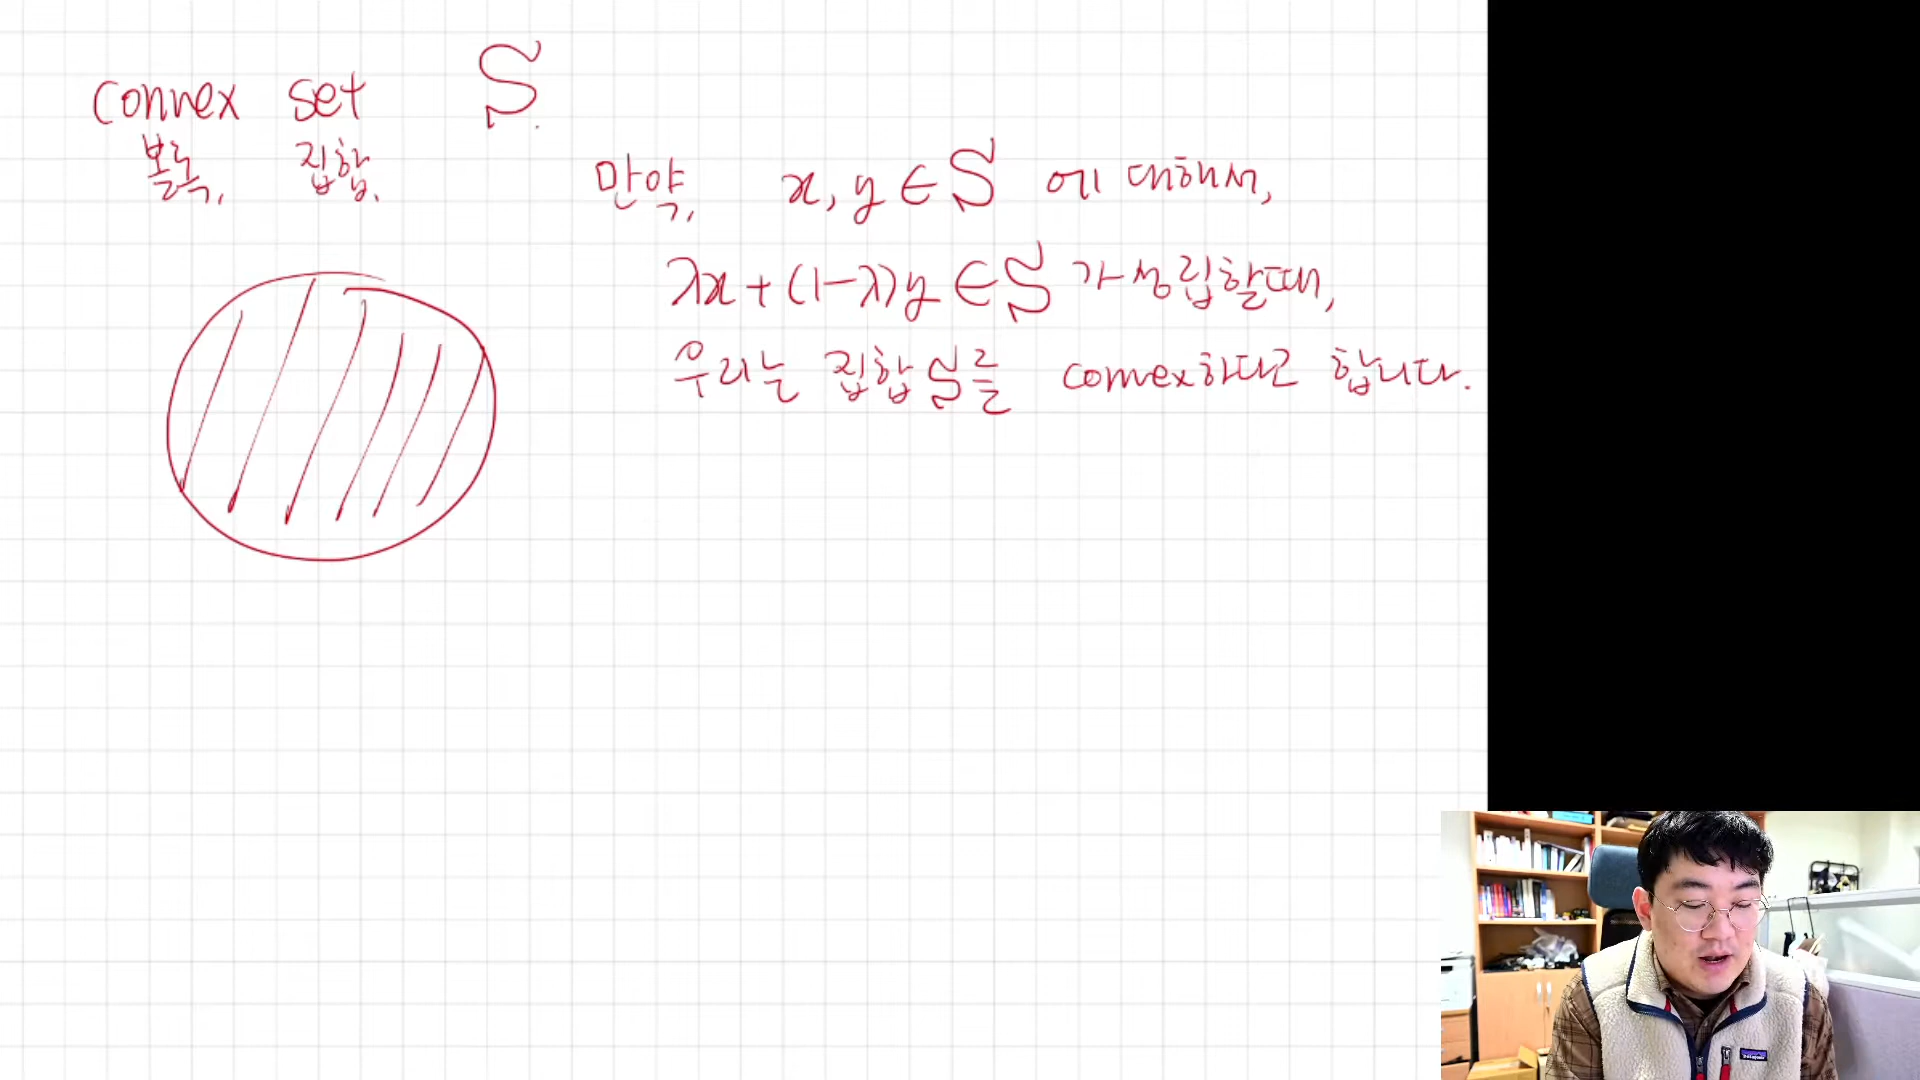 convex set S
볼록, 집합.
만약, x, y ∈ S 에 대해서,
λx + (1-λ)y ∈ S 가 성립할때,
우리는 집합 S를 convex하다고 합니다.
patagonia